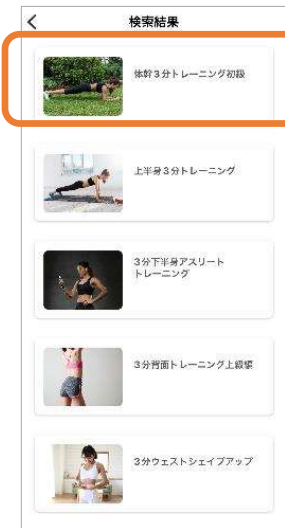 検索結果
体幹3分トレーニング初級
上半身3分トレーニング
3分下半身アスリート
トレーニング
3分背面トレーニング上級編
3分ウェストシェイプアップ